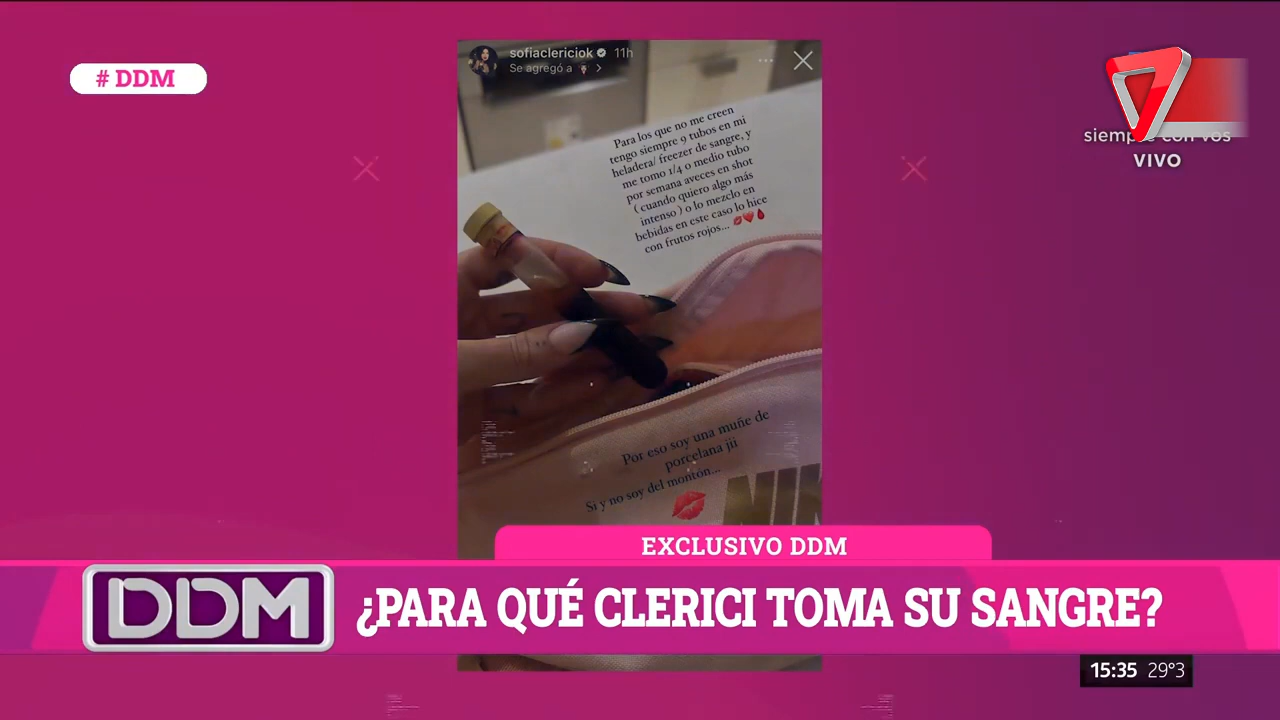 # DDM
sofiaclericiok 11h
Se agregó a
7
siempre con vos
VIVO
Para los que no me creen
tengo siempre 9 tubos en mi
heladera/ freezer de sangre, y
me tomo 1/4 o medio tubo
por semana aveces en shot
( cuando quiero algo más
intenso ) o lo mezclo en
bebidas en este caso lo hice
con frutos rojos...
Por eso soy una muñe de
porcelana jii
Si y no soy del montón...
EXCLUSIVO DDM
DDM
¿PARA QUÉ CLERICI TOMA SU SANGRE?
15:35 29°3